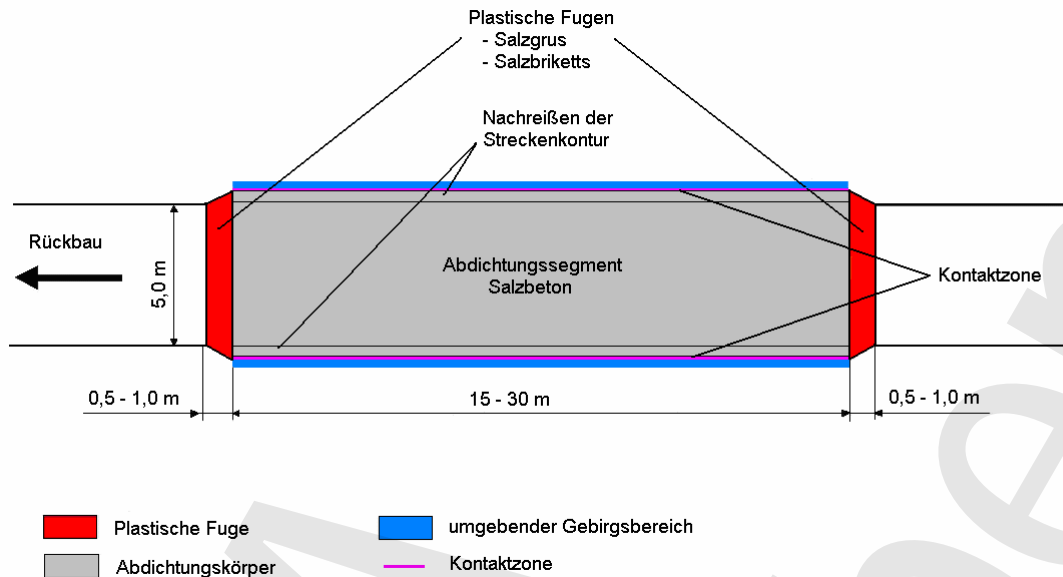 Plastische Fugen
- Salzgrus
- Salzbriketts
Nachreißen der
Streckenkontur
Rückbau
5,0 m
Abdichtungssegment
Salzbeton
Kontaktzone
0,5 - 1,0 m
15 - 30 m
0,5 - 1,0 m
Plastische Fuge
umgebender Gebirgsbereich
Abdichtungskörper
Kontaktzone